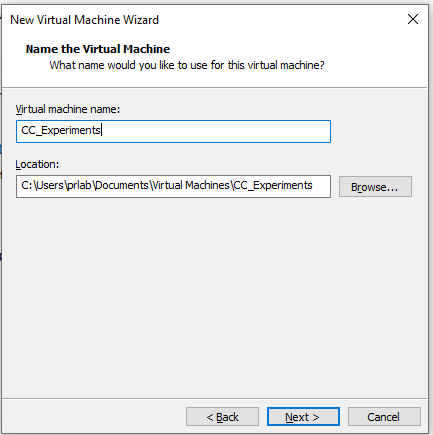 New Virtual Machine Wizard
Name the Virtual Machine
What name would you like to use for this virtual machine?
Virtual machine name:
CC_Experiments
Location:
C:\Users\prlab\Documents\Virtual Machines\CC_Experiments
Browse...
< Back
Next >
Cancel